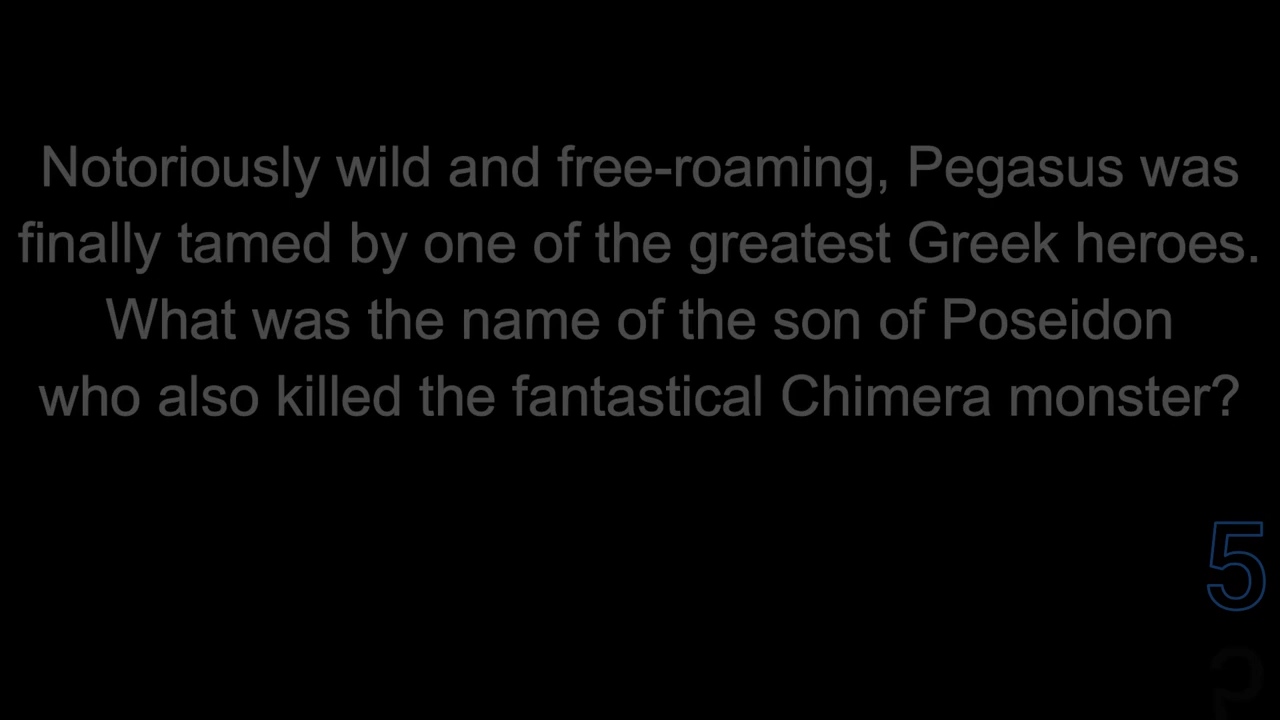 Notoriously wild and free-roaming, Pegasus was
finally tamed by one of the greatest Greek heroes.
What was the name of the son of Poseidon
who also killed the fantastical Chimera monster?
5